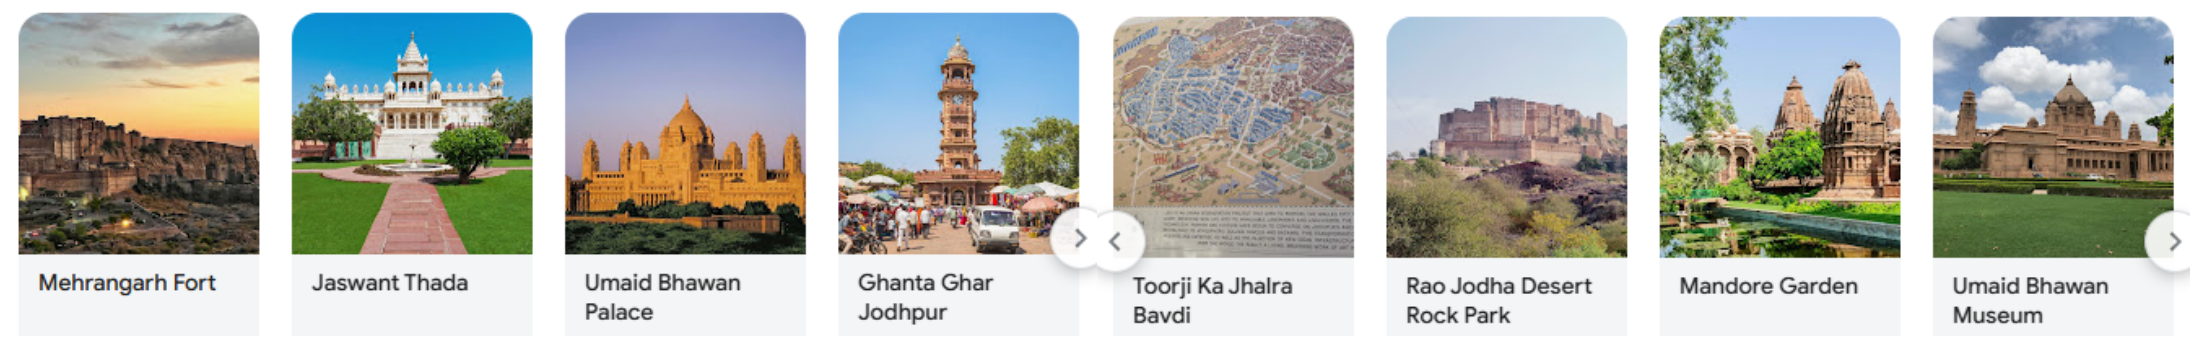 Mehrangarh Fort
Jaswant Thada
Umaid Bhawan
Palace
Ghanta Ghar
Jodhpur
Toorji Ka Jhalra
Bavdi
Rao Jodha Desert
Rock Park
Mandore Garden
Umaid Bhawan
Museum